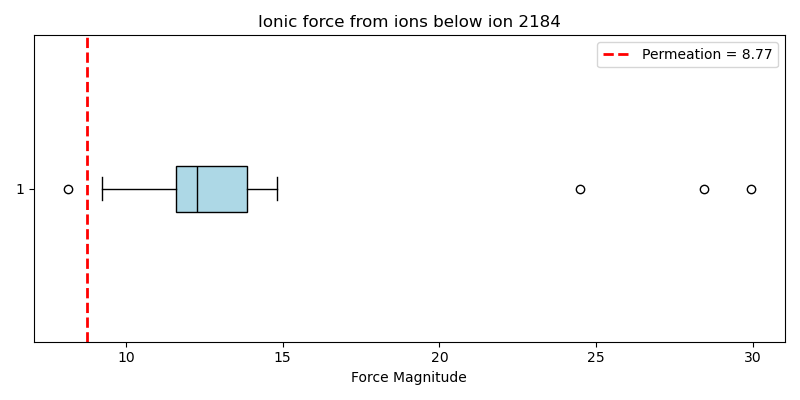 Ionic force from ions below ion 2184
Permeation = 8.77
1
10 15 20 25 30
Force Magnitude